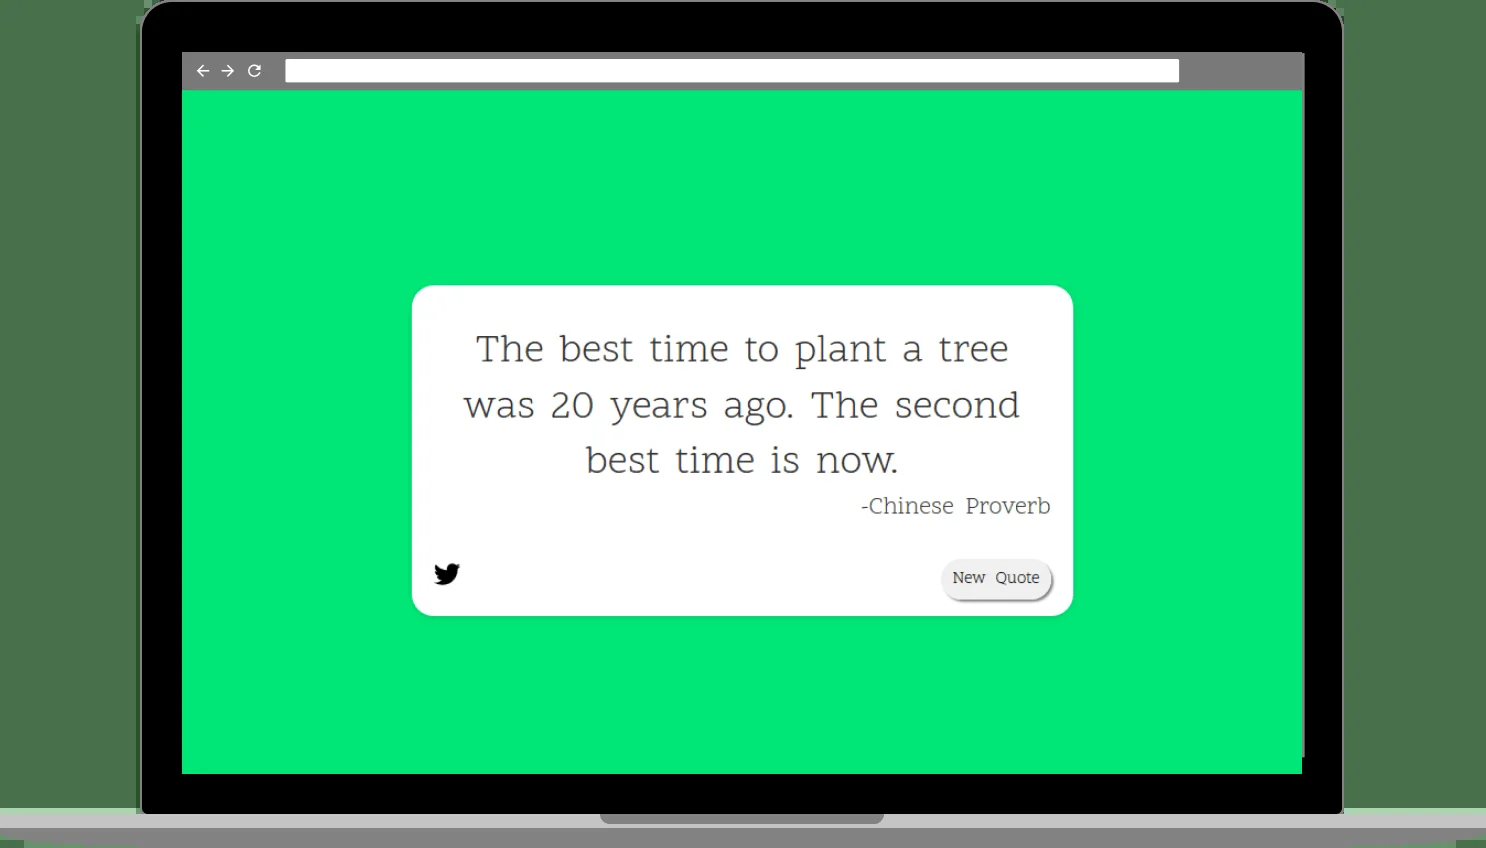 The best time to plant a tree
was 20 years ago. The second
best time is now.
-Chinese Proverb
New Quote